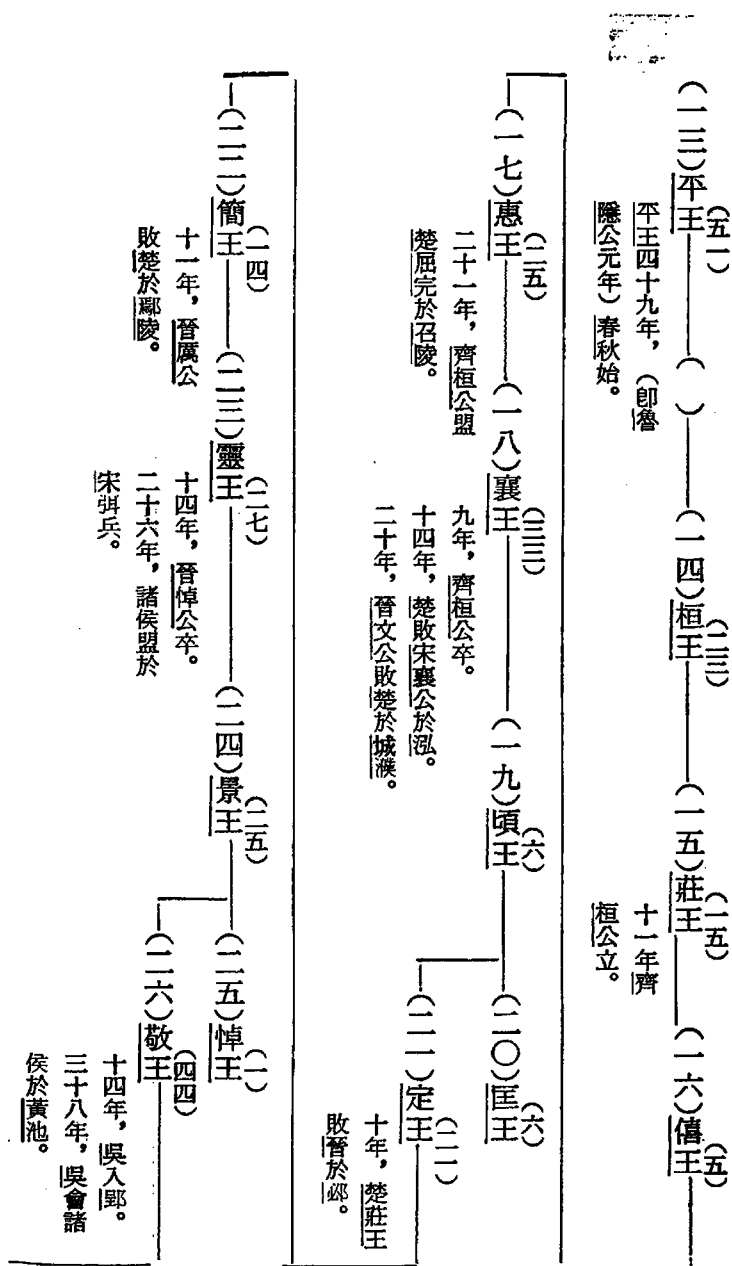 (一三)平王(五一)
平王四十九年,(卽魯
隱公元年)春秋始。
( )
(一四)桓王(二三)
(一五)莊王(一五)
十一年齊
桓公立。
(一六)僖王(五)
(一七)惠王(二五)
二十一年,齊桓公盟
楚屈完於召陵。
(一八)襄王(三三)
九年,齊桓公卒。
十四年,楚敗宋襄公於泓。
二十年,晉文公敗楚於城濮。
(一九)頃王(六)
(二〇)匡王(六)
(二一)定王(二一)
十年,楚莊王
敗晉於邲。
(二二)簡王(一四)
十一年,晉厲公
敗楚於鄢陵。
(二三)靈王(二七)
十四年,晉悼公卒。
二十六年,諸侯盟於
宋弭兵。
(二四)景王(二五)
(二五)悼王(一)
(二六)敬王(四四)
十四年,吳入郢。
三十八年,吳會諸
侯於黃池。